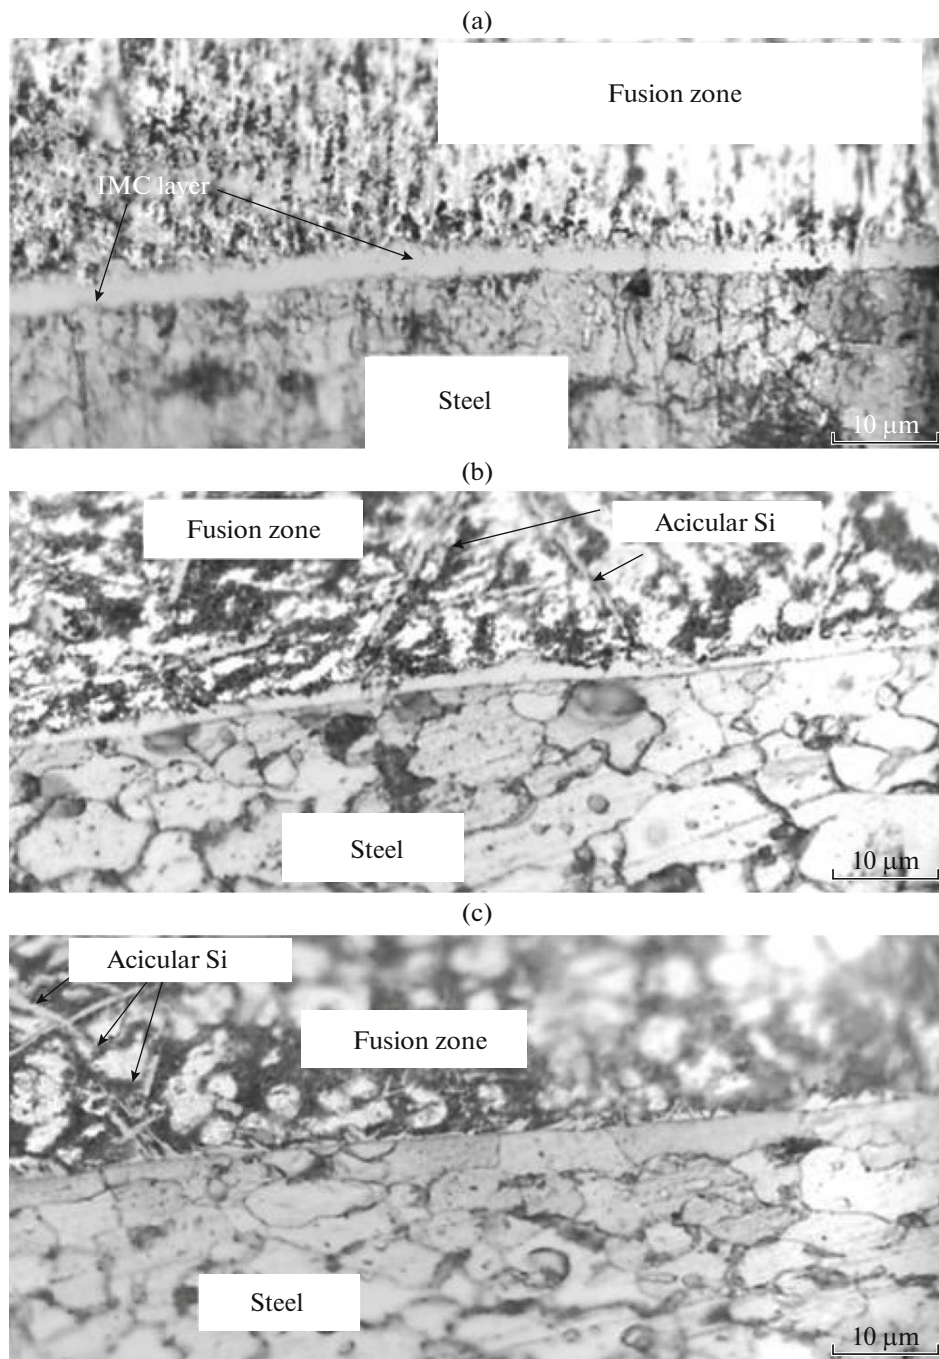 (a)
Fusion zone
IMC layer
Steel
10 μm
(b)
Fusion zone
Acicular Si
Steel
10 μm
(c)
Acicular Si
Fusion zone
Steel
10 μm